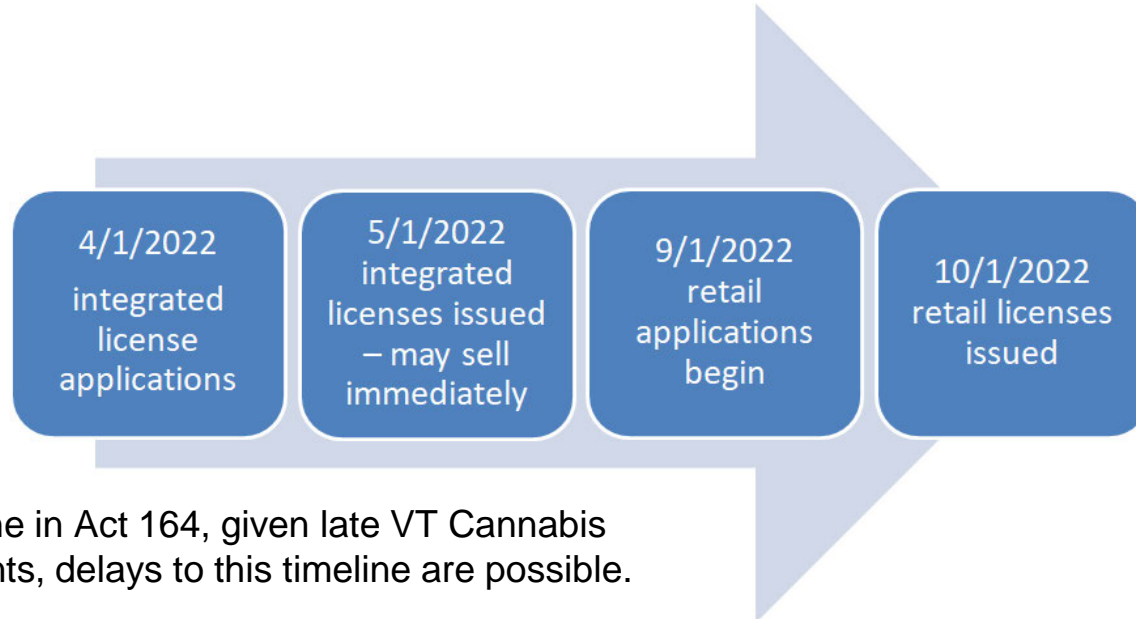 4/1/2022
integrated
license
applications
5/1/2022
integrated
licenses issued
– may sell
immediately
9/1/2022
retail
applications
begin
10/1/2022
retail licenses
issued
in Act 164, given late VT Cannabis
delays to this timeline are possible.